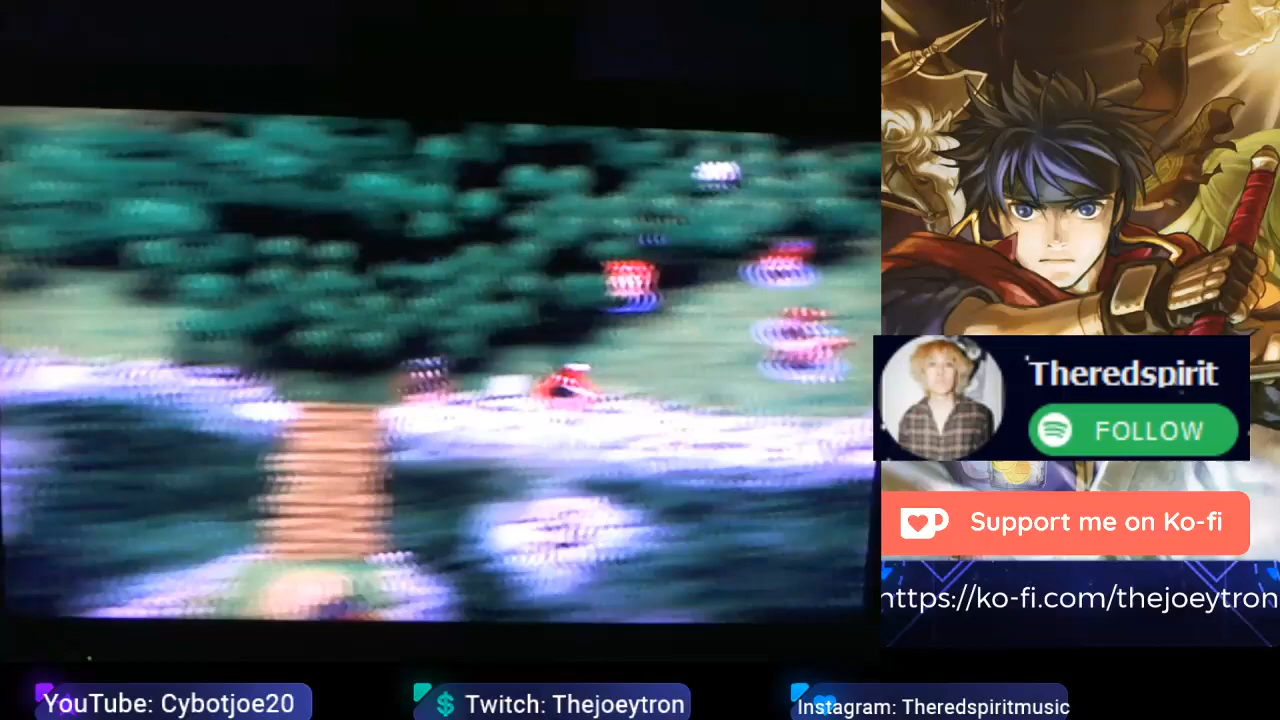 Theredspirit
FOLLOW
Support me on Ko-fi
https://ko-fi.com/thejoeytron
YouTube: Cybotjoe20
$ Twitch: Thejoeytron
Instagram: Theredspiritmusic